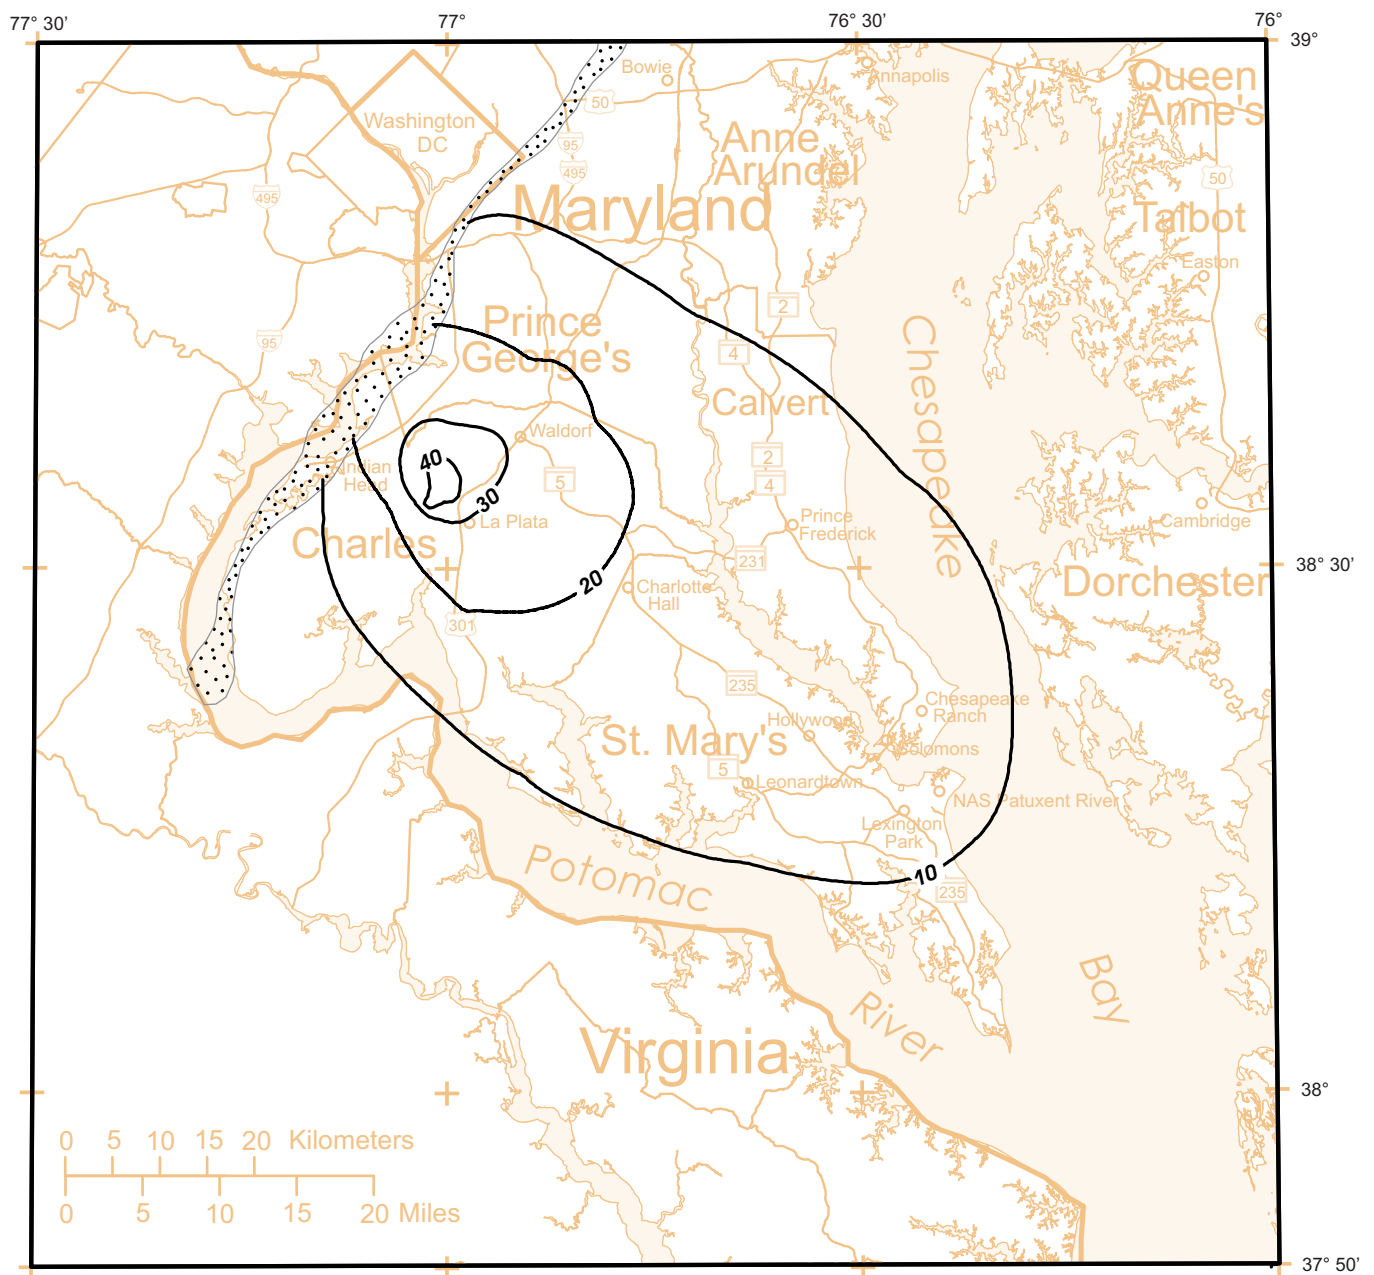 77° 30'
77°
76° 30'
76°
39°
Bowie
Annapolis
Queen
Anne's
50
Washington
DC
95
Anne
Arundel
495
495
50
Maryland
Talbot
Easton
2
Prince
George's
95
4
Chesapeake
Calvert
Waldorf
40
2
Indian
Head
5
4
30
La Plata
Prince
Frederick
Cambridge
Charles
231
38° 30'
20
Charlotte
Hall
Dorchester
301
235
Chesapeake
Ranch
Hollywood
St. Mary's
Solomons
5
Leonardtown
NAS Patuxent River
Lexington
Park
10
Potomac
235
Bay
River
Virginia
38°
0 5 10 15 20 Kilometers
0 5 10 15 20 Miles
37° 50'